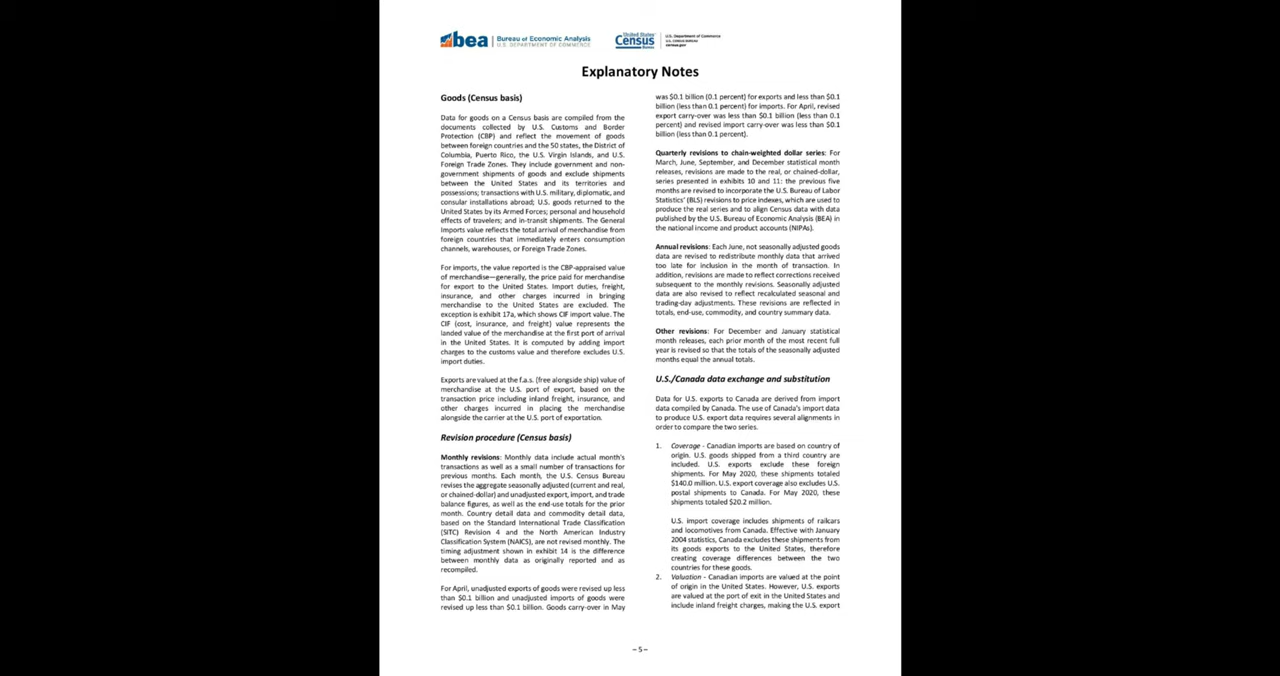 bea Bureau of Economic Analysis
U.S. DEPARTMENT OF COMMERCE
United States
Census
Bureau
U.S. Department of Commerce
U.S. CENSUS BUREAU
census.gov
Explanatory Notes
Goods (Census basis)
Data for goods on a Census basis are compiled from the
documents collected by U.S. Customs and Border
Protection (CBP) and reflect the movement of goods
between foreign countries and the 50 states, the District of
Columbia, Puerto Rico, the U.S. Virgin Islands, and U.S.
Foreign Trade Zones. They include government and non-
government shipments of goods and exclude shipments
between the United States and its territories and
possessions; transactions with U.S. military, diplomatic, and
consular installations abroad; U.S. goods returned to the
United States by its Armed Forces; personal and household
effects of travelers; and in-transit shipments. The General
Imports value reflects the total arrival of merchandise from
foreign countries that immediately enters consumption
channels, warehouses, or Foreign Trade Zones.
For imports, the value reported is the CBP-appraised value
of merchandise—generally, the price paid for merchandise
for export to the United States. Import duties, freight,
insurance, and other charges incurred in bringing
merchandise to the United States are excluded. The
exception is exhibit 17a, which shows CIF import value. The
CIF (cost, insurance, and freight) value represents the
landed value of the merchandise at the first port of arrival
in the United States. It is computed by adding import
charges to the customs value and therefore excludes U.S.
import duties.
Exports are valued at the f.a.s. (free alongside ship) value of
merchandise at the U.S. port of export, based on the
transaction price including inland freight, insurance, and
other charges incurred in placing the merchandise
alongside the carrier at the U.S. port of exportation.
Revision procedure (Census basis)
Monthly revisions: Monthly data include actual month's
transactions as well as a small number of transactions for
previous months. Each month, the U.S. Census Bureau
revises the aggregate seasonally adjusted (current and real,
or chained-dollar) and unadjusted export, import, and trade
balance figures, as well as the end-use totals for the prior
month. Country detail data and commodity detail data,
based on the Standard International Trade Classification
(SITC) Revision 4 and the North American Industry
Classification System (NAICS), are not revised monthly. The
timing adjustment shown in exhibit 14 is the difference
between monthly data as originally reported and as
recompiled.
For April, unadjusted exports of goods were revised up less
than $0.1 billion and unadjusted imports of goods were
revised up less than $0.1 billion. Goods carry-over in May
was $0.1 billion (0.1 percent) for exports and less than $0.1
billion (less than 0.1 percent) for imports. For April, revised
export carry-over was less than $0.1 billion (less than 0.1
percent) and revised import carry-over was less than $0.1
billion (less than 0.1 percent).
Quarterly revisions to chain-weighted dollar series: For
March, June, September, and December statistical month
releases, revisions are made to the real, or chained-dollar,
series presented in exhibits 10 and 11: the previous five
months are revised to incorporate the U.S. Bureau of Labor
Statistics' (BLS) revisions to price indexes, which are used to
produce the real series and to align Census data with data
published by the U.S. Bureau of Economic Analysis (BEA) in
the national income and product accounts (NIPAs).
Annual revisions: Each June, not seasonally adjusted goods
data are revised to redistribute monthly data that arrived
too late for inclusion in the month of transaction. In
addition, revisions are made to reflect corrections received
subsequent to the monthly revisions. Seasonally adjusted
data are also revised to reflect recalculated seasonal and
trading-day adjustments. These revisions are reflected in
totals, end-use, commodity, and country summary data.
Other revisions: For December and January statistical
month releases, each prior month of the most recent full
year is revised so that the totals of the seasonally adjusted
months equal the annual totals.
U.S./Canada data exchange and substitution
Data for U.S. exports to Canada are derived from import
data compiled by Canada. The use of Canada's import data
to produce U.S. export data requires several alignments in
order to compare the two series.
1. Coverage - Canadian imports are based on country of
origin. U.S. goods shipped from a third country are
included. U.S. exports exclude these foreign
shipments. For May 2020, these shipments totaled
$140.0 million. U.S. export coverage also excludes U.S.
postal shipments to Canada. For May 2020, these
shipments totaled $20.2 million.
U.S. import coverage includes shipments of railcars
and locomotives from Canada. Effective with January
2004 statistics, Canada excludes these shipments from
its goods exports to the United States, therefore
creating coverage differences between the two
countries for these goods.
2. Valuation - Canadian imports are valued at the point
of origin in the United States. However, U.S. exports
are valued at the port of exit in the United States and
include inland freight charges, making the U.S. export
– 5 –